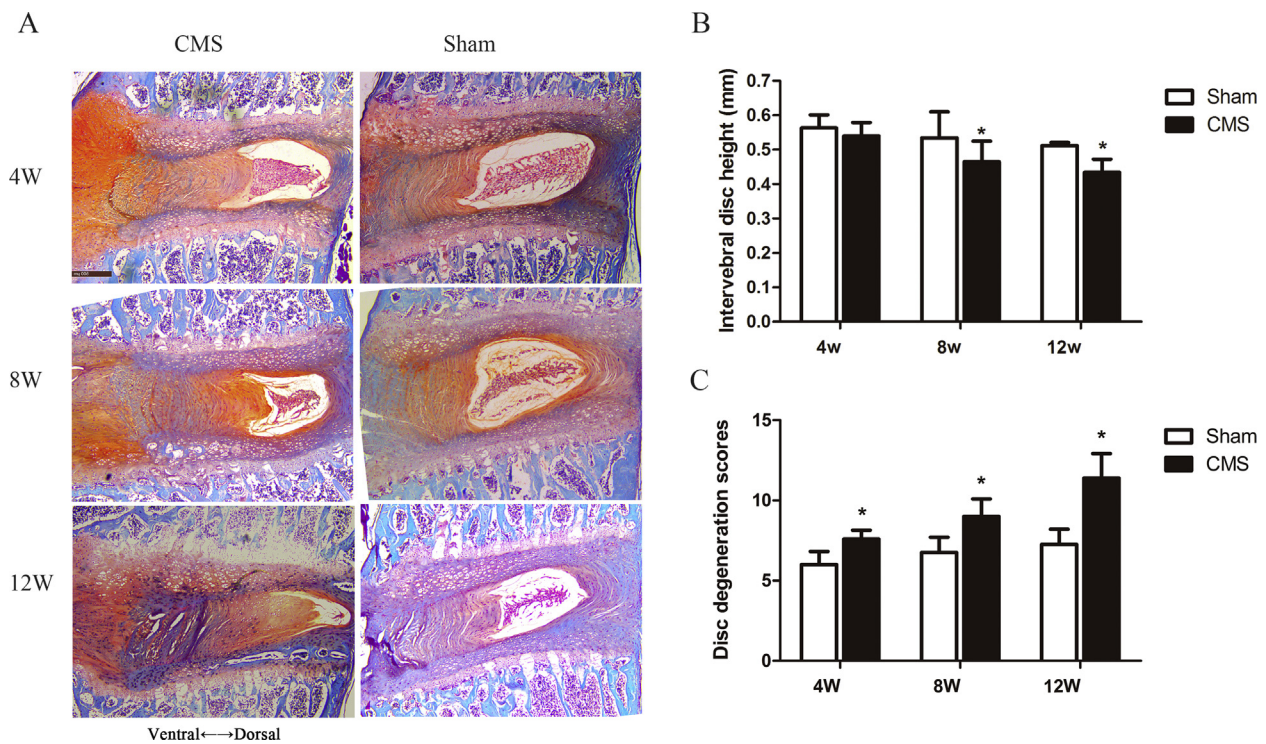 A
CMS
Sham
4W
8W
12W
Ventral←→Dorsal
B
Intervebral disc height (mm)
0.7
0.6
0.5
0.4
0.3
0.2
0.1
0.0
*
*
4w
8w
12w
Sham
CMS
C
Disc degeneration scores
15
10
5
0
*
*
*
4W
8W
12W
Sham
CMS